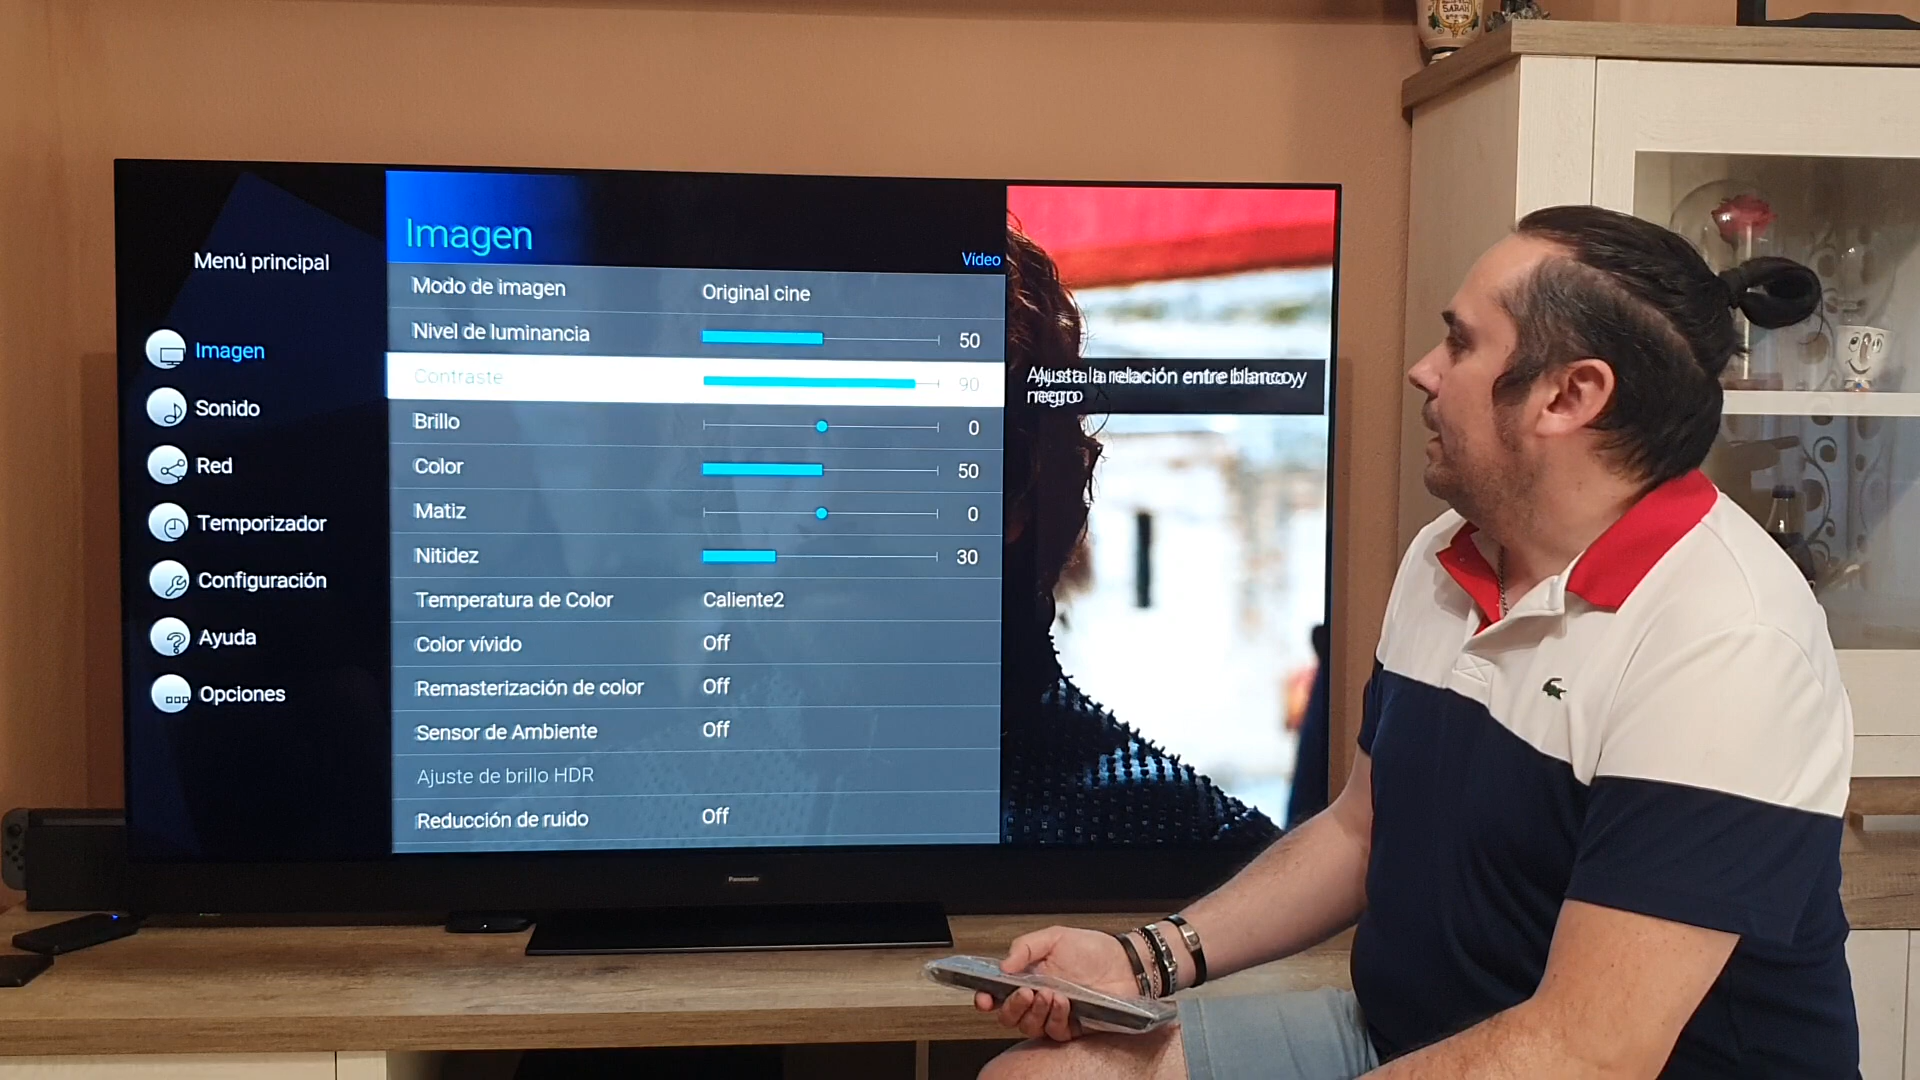 SARAH
Menú principal
Imagen
Sonido
Red
Temporizador
Configuración
Ayuda
Opciones
Imagen
Vídeo
Modo de imagen Original cine
Nivel de luminancia 50
Contraste 90
Brillo 0
Color 50
Matiz 0
Nitidez 30
Temperatura de Color Caliente2
Color vívido Off
Remasterización de color Off
Sensor de Ambiente Off
Ajuste de brillo HDR
Reducción de ruido Off
Ajusta la relación entre blanco y
negro
Panasonic